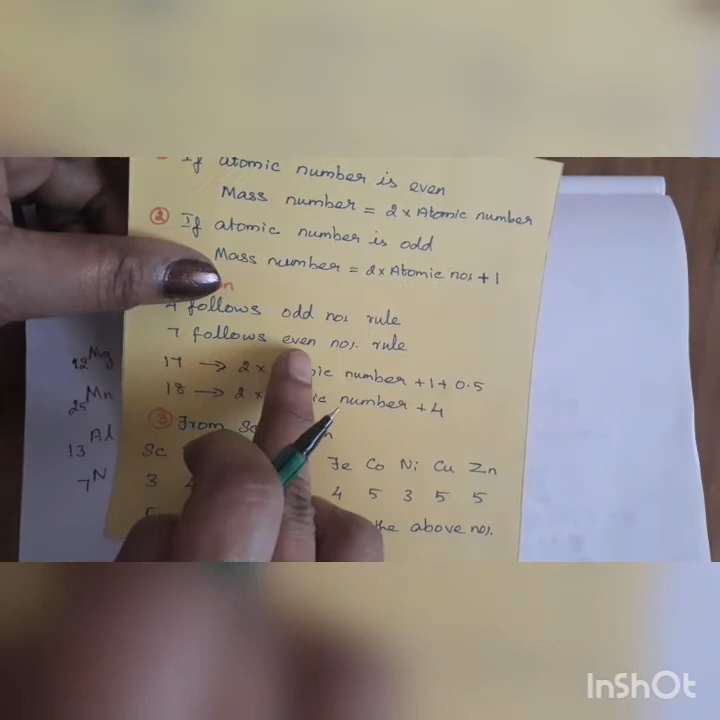 If atomic number is even
Mass number = 2 x Atomic number
② If atomic number is odd
Mass number = 2 x Atomic no. + 1
4 follows odd no. rule
7 follows even no. rule
17 → 2 x number + 1 + 0.5
18 → 2 x number + 4
③ From
Sc Fe Co Ni Cu Zn
3 4 5 3 5 5
the above no.
12Mg
25Mn
13Al
7N
InShOt